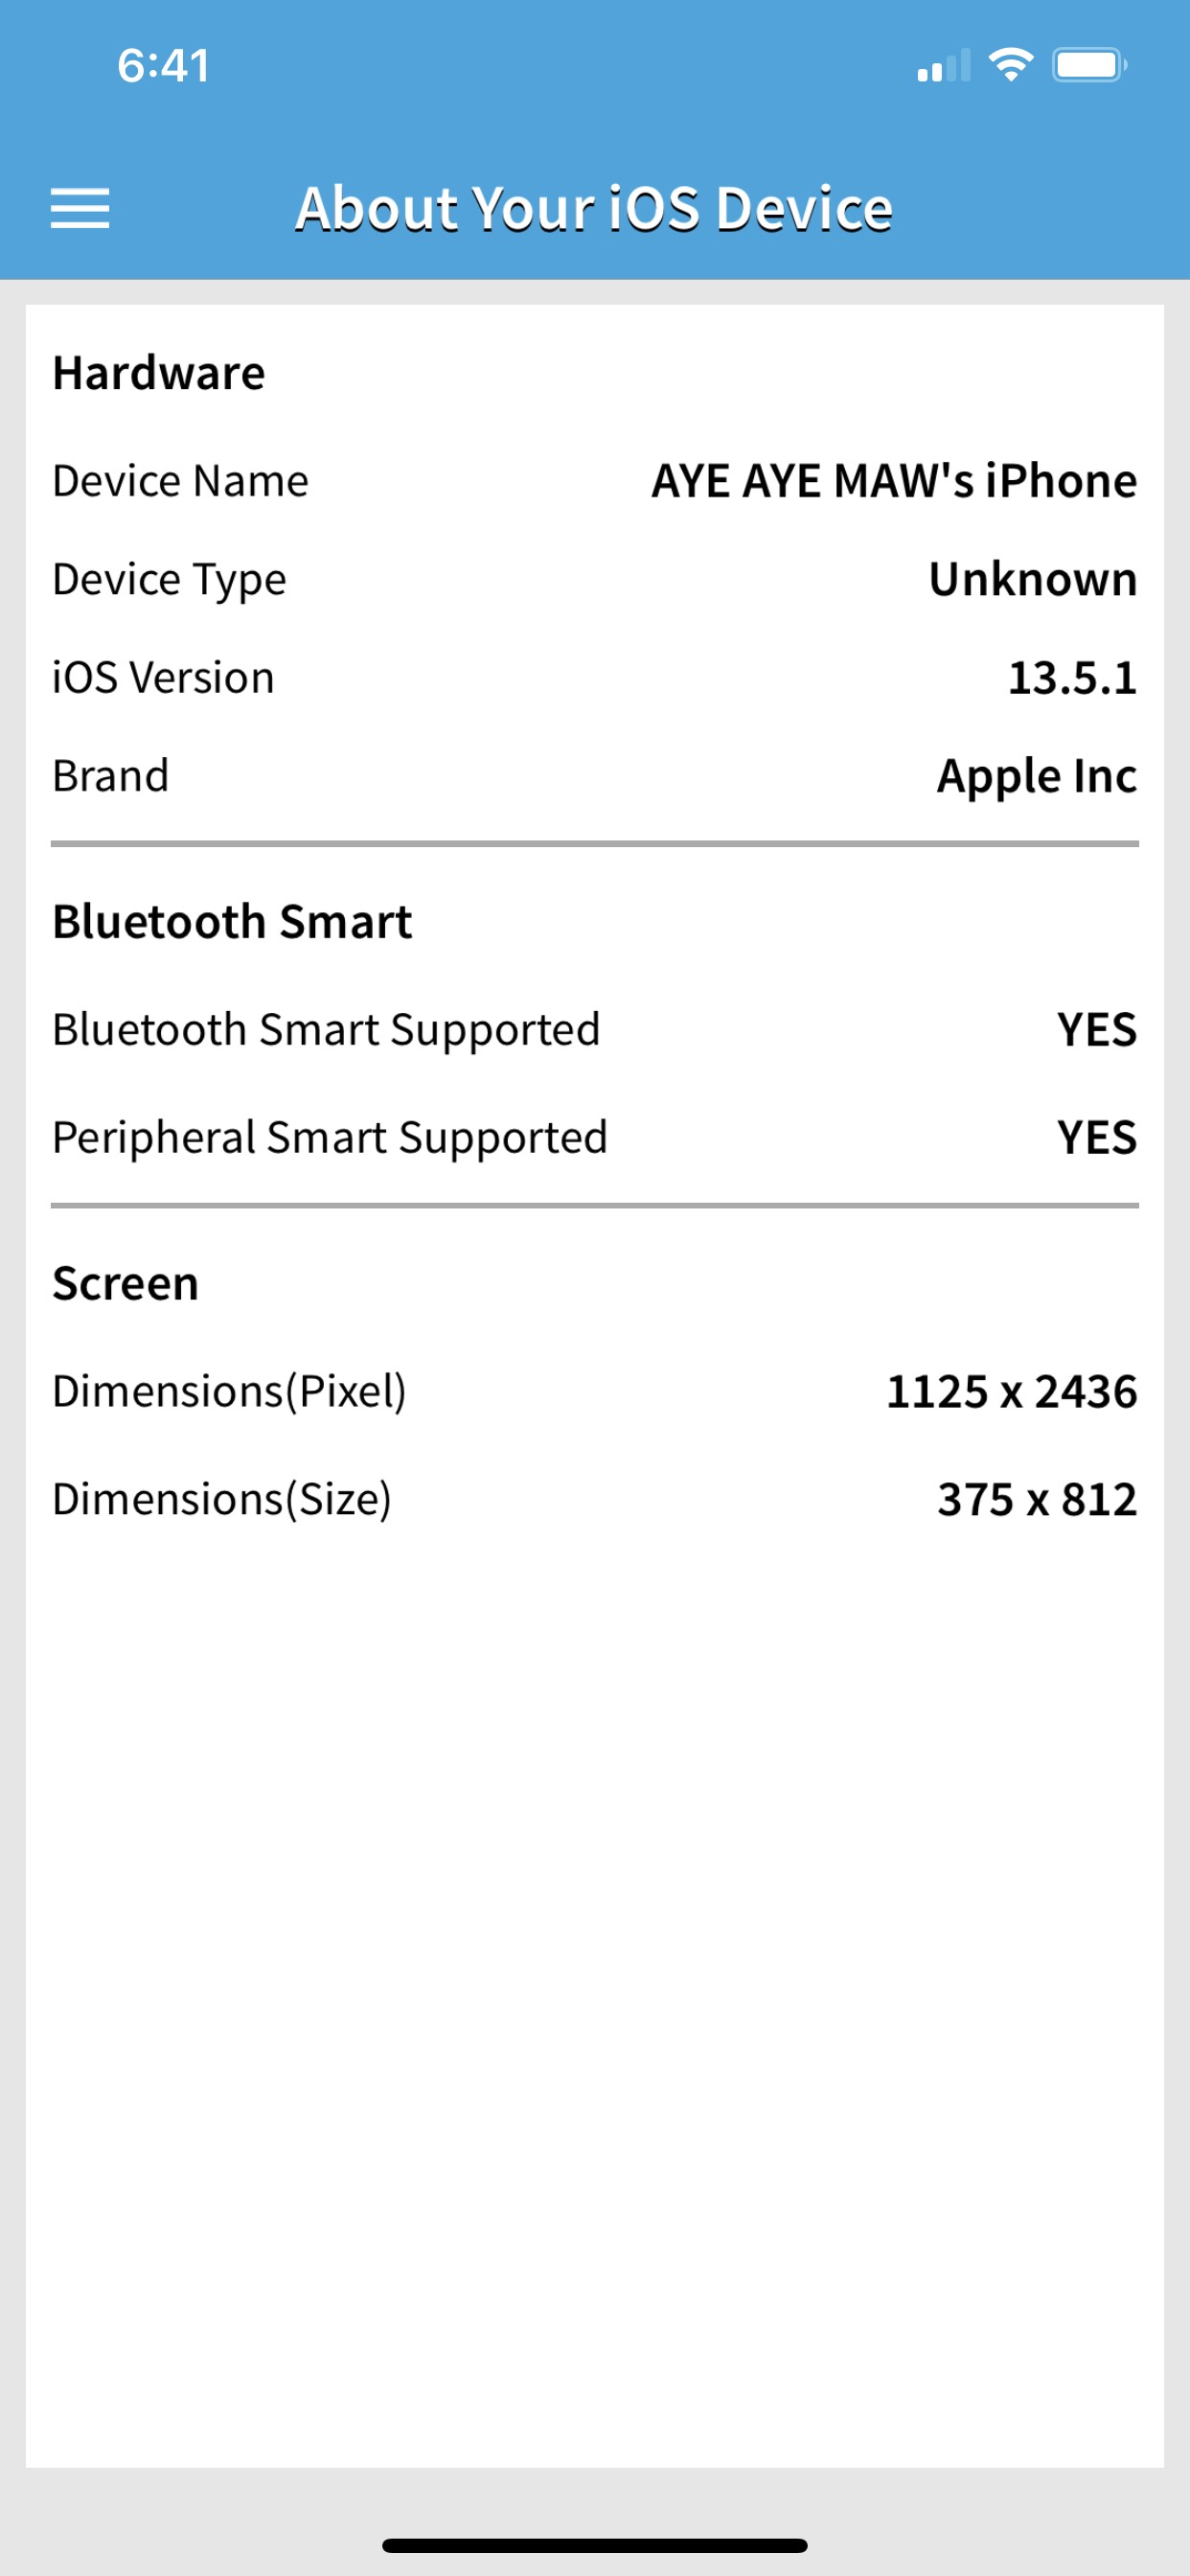 6:41
About Your iOS Device
Hardware
Device Name AYE AYE MAW's iPhone
Device Type Unknown
iOS Version 13.5.1
Brand Apple Inc
Bluetooth Smart
Bluetooth Smart Supported YES
Peripheral Smart Supported YES
Screen
Dimensions(Pixel) 1125 x 2436
Dimensions(Size) 375 x 812